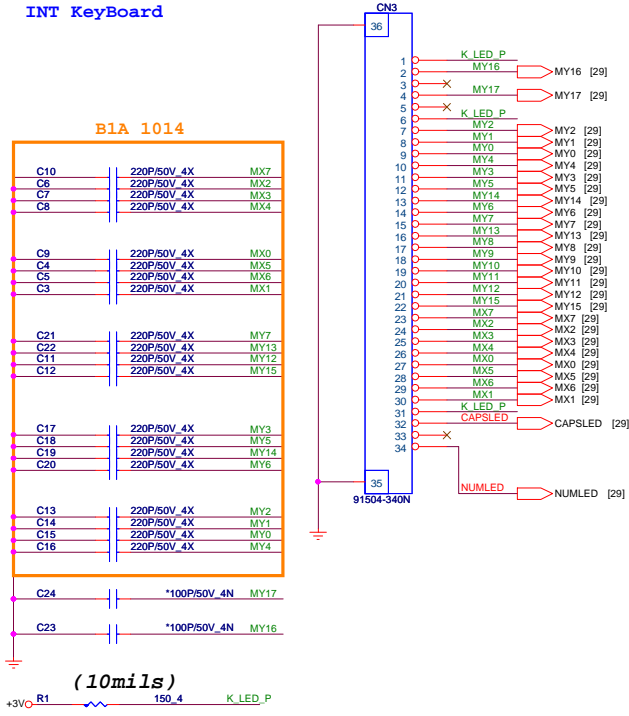 INT KeyBoard
B1A 1014
C10 220P/50V_4X MX7
C6 220P/50V_4X MX2
C7 220P/50V_4X MX3
C8 220P/50V_4X MX4
C9 220P/50V_4X MX0
C4 220P/50V_4X MX5
C5 220P/50V_4X MX6
C3 220P/50V_4X MX1
C21 220P/50V_4X MY7
C22 220P/50V_4X MY13
C11 220P/50V_4X MY12
C12 220P/50V_4X MY15
C17 220P/50V_4X MY3
C18 220P/50V_4X MY5
C19 220P/50V_4X MY14
C20 220P/50V_4X MY6
C13 220P/50V_4X MY2
C14 220P/50V_4X MY1
C15 220P/50V_4X MY0
C16 220P/50V_4X MY4
C24 *100P/50V_4N MY17
C23 *100P/50V_4N MY16
(10mils)
+3V R1 150_4 K_LED_P
CN3
36
1 K_LED_P
2 MY16 MY16 [29]
3
4 MY17 MY17 [29]
5
6 K_LED_P
7 MY2 MY2 [29]
8 MY1 MY1 [29]
9 MY0 MY0 [29]
10 MY4 MY4 [29]
11 MY3 MY3 [29]
12 MY5 MY5 [29]
13 MY14 MY14 [29]
14 MY6 MY6 [29]
15 MY7 MY7 [29]
16 MY13 MY13 [29]
17 MY8 MY8 [29]
18 MY9 MY9 [29]
19 MY10 MY10 [29]
20 MY11 MY11 [29]
21 MY12 MY12 [29]
22 MY15 MY15 [29]
23 MX7 MX7 [29]
24 MX2 MX2 [29]
25 MX3 MX3 [29]
26 MX4 MX4 [29]
27 MX0 MX0 [29]
28 MX5 MX5 [29]
29 MX6 MX6 [29]
30 MX1 MX1 [29]
31 K_LED_P
32 CAPSLED CAPSLED [29]
33
34 NUMLED NUMLED [29]
35
91504-340N